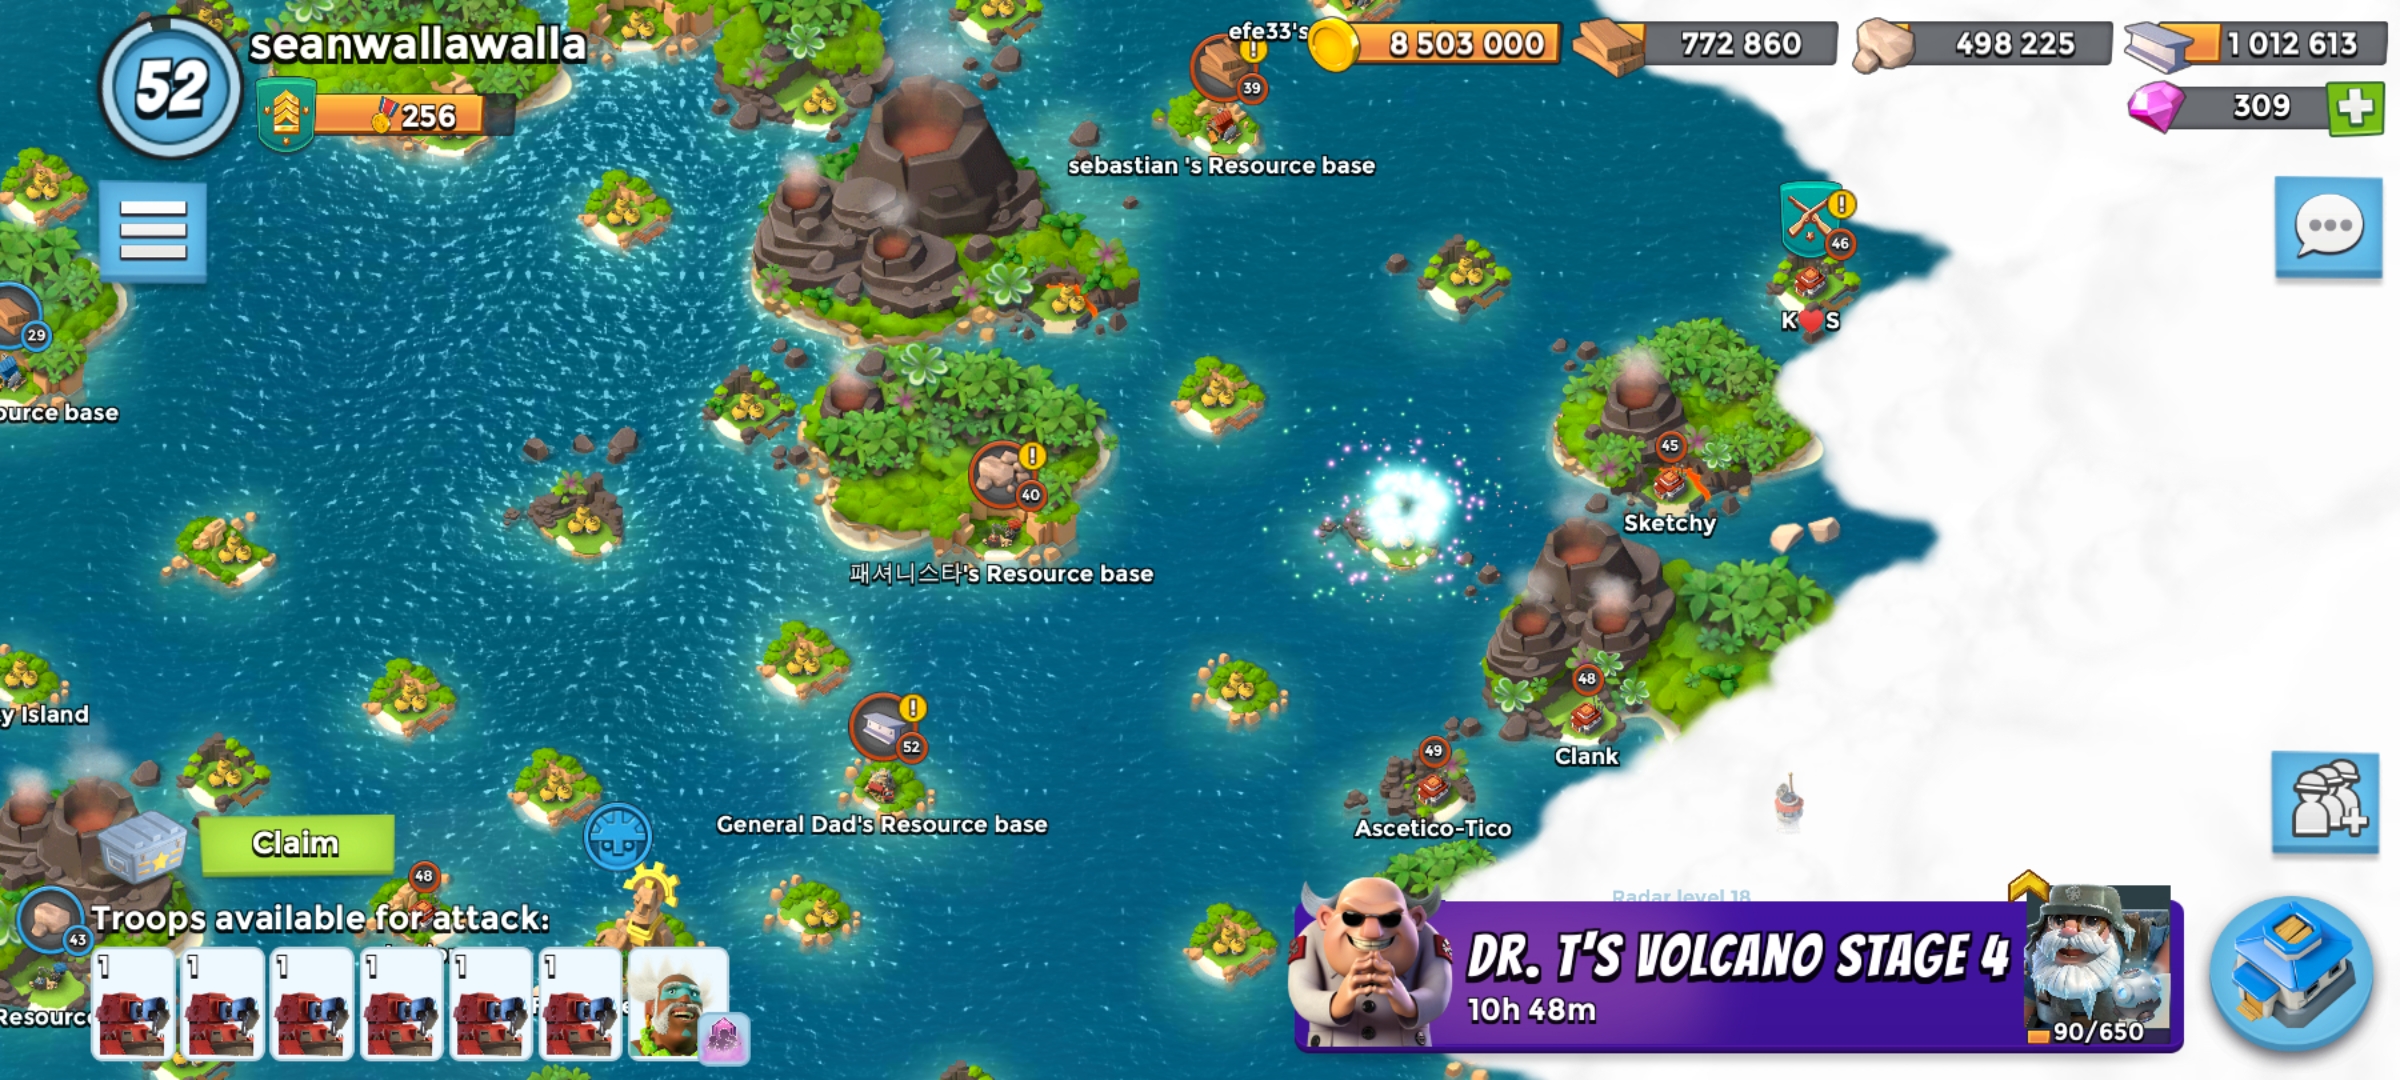 52
seanwallawalla
256
efe33's
8 503 000
772 860
498 225
1 012 613
309
39
sebastian 's Resource base
46
K❤️S
29
ource base
40
패셔니스타's Resource base
45
Sketchy
48
Clank
y Island
52
General Dad's Resource base
49
Ascetico-Tico
Claim
48
43
Troops available for attack:
1
1
1
1
1
1
Resourc
Radar level 18
DR. T'S VOLCANO STAGE 4
10h 48m
90/650